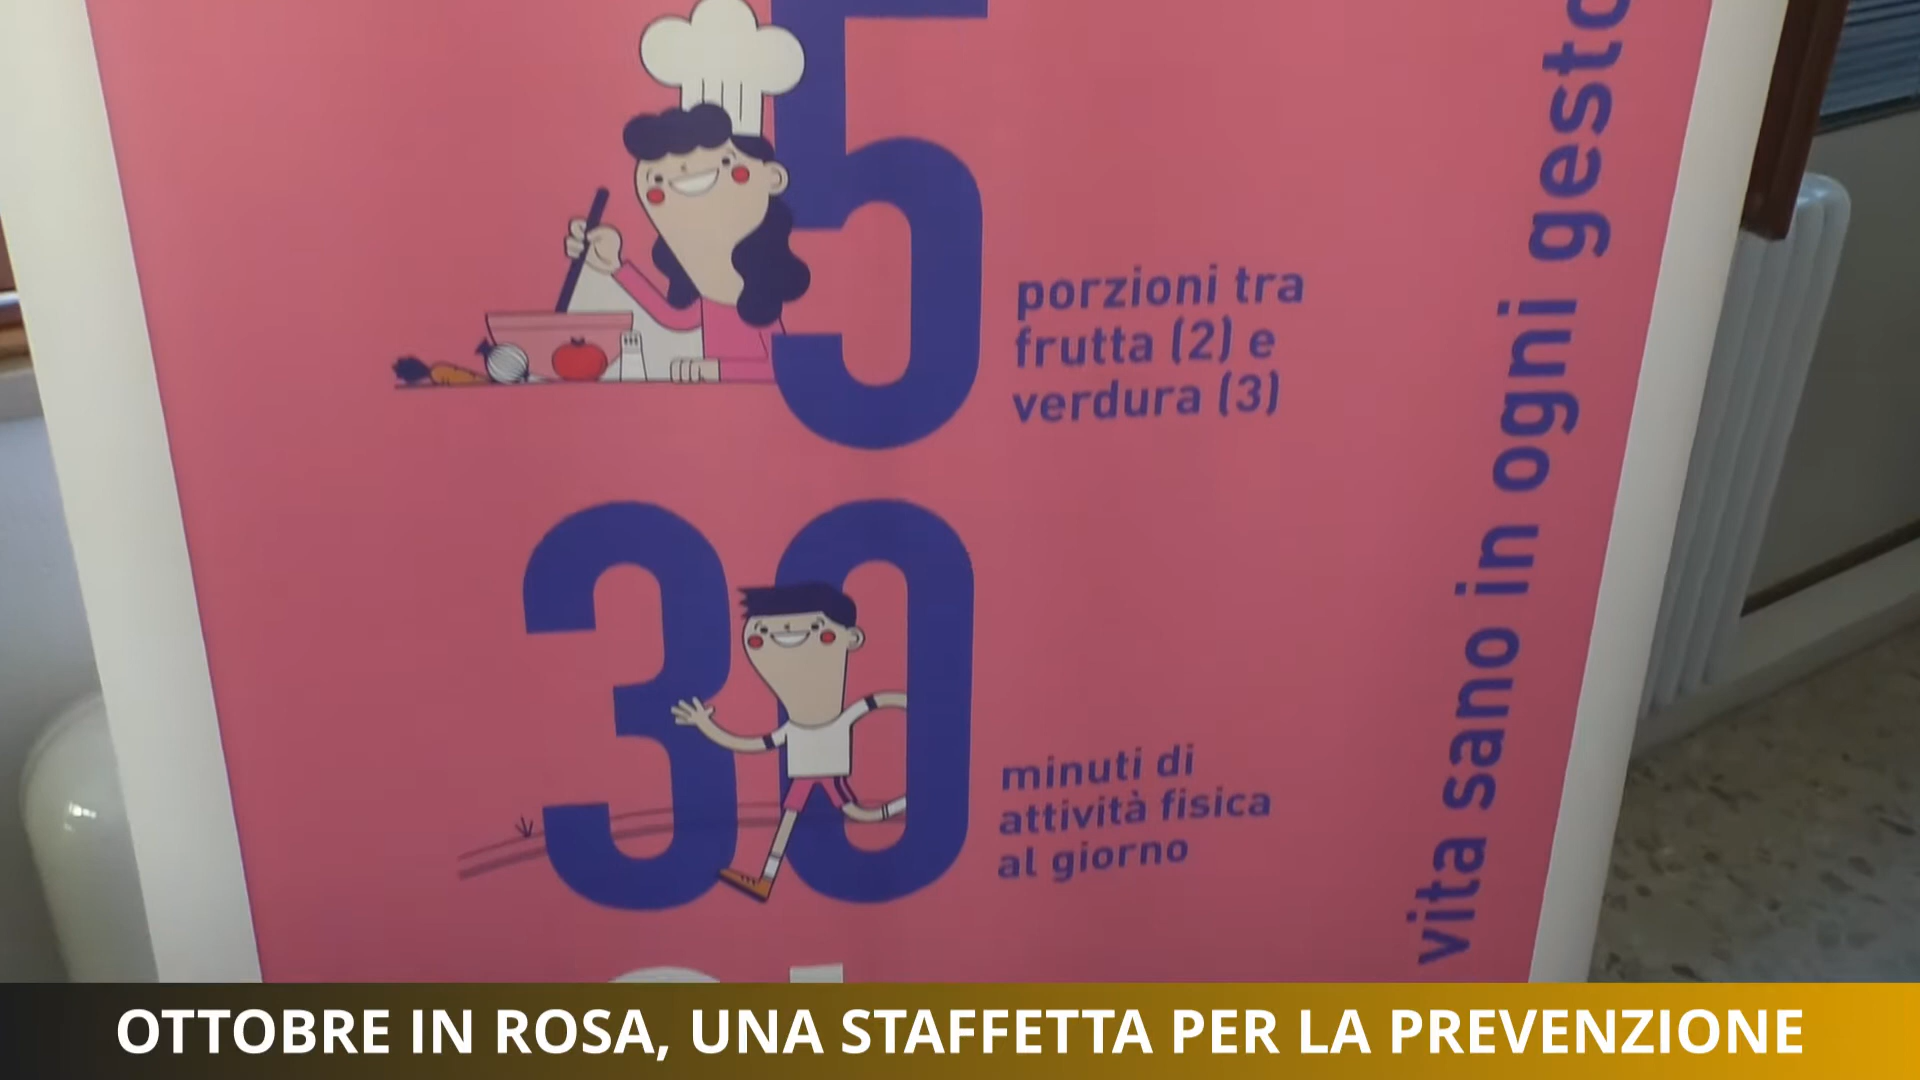 5
porzioni tra
frutta (2) e
verdura (3)
30
minuti di
attività fisica
al giorno
vita sano in ogni gesto
OTTOBRE IN ROSA, UNA STAFFETTA PER LA PREVENZIONE